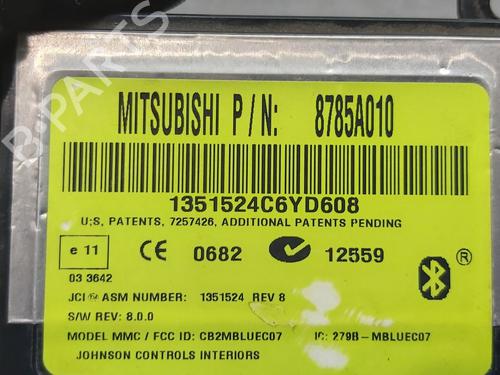 MITSUBISHI P/N: 8785A010
1351524C6YD608
U;S, PATENTS, 7257426, ADDITIONAL PATENTS PENDING
e 11 CE 0682 N 12559 ®
03 3642
JCI ASM NUMBER: 1351524 REV 8
S/W REV: 8.0.0
MODEL MMC / FCC ID: CB2MBLUEC07 IC: 279B-MBLUEC07
JOHNSON CONTROLS INTERIORS
B-PARTS